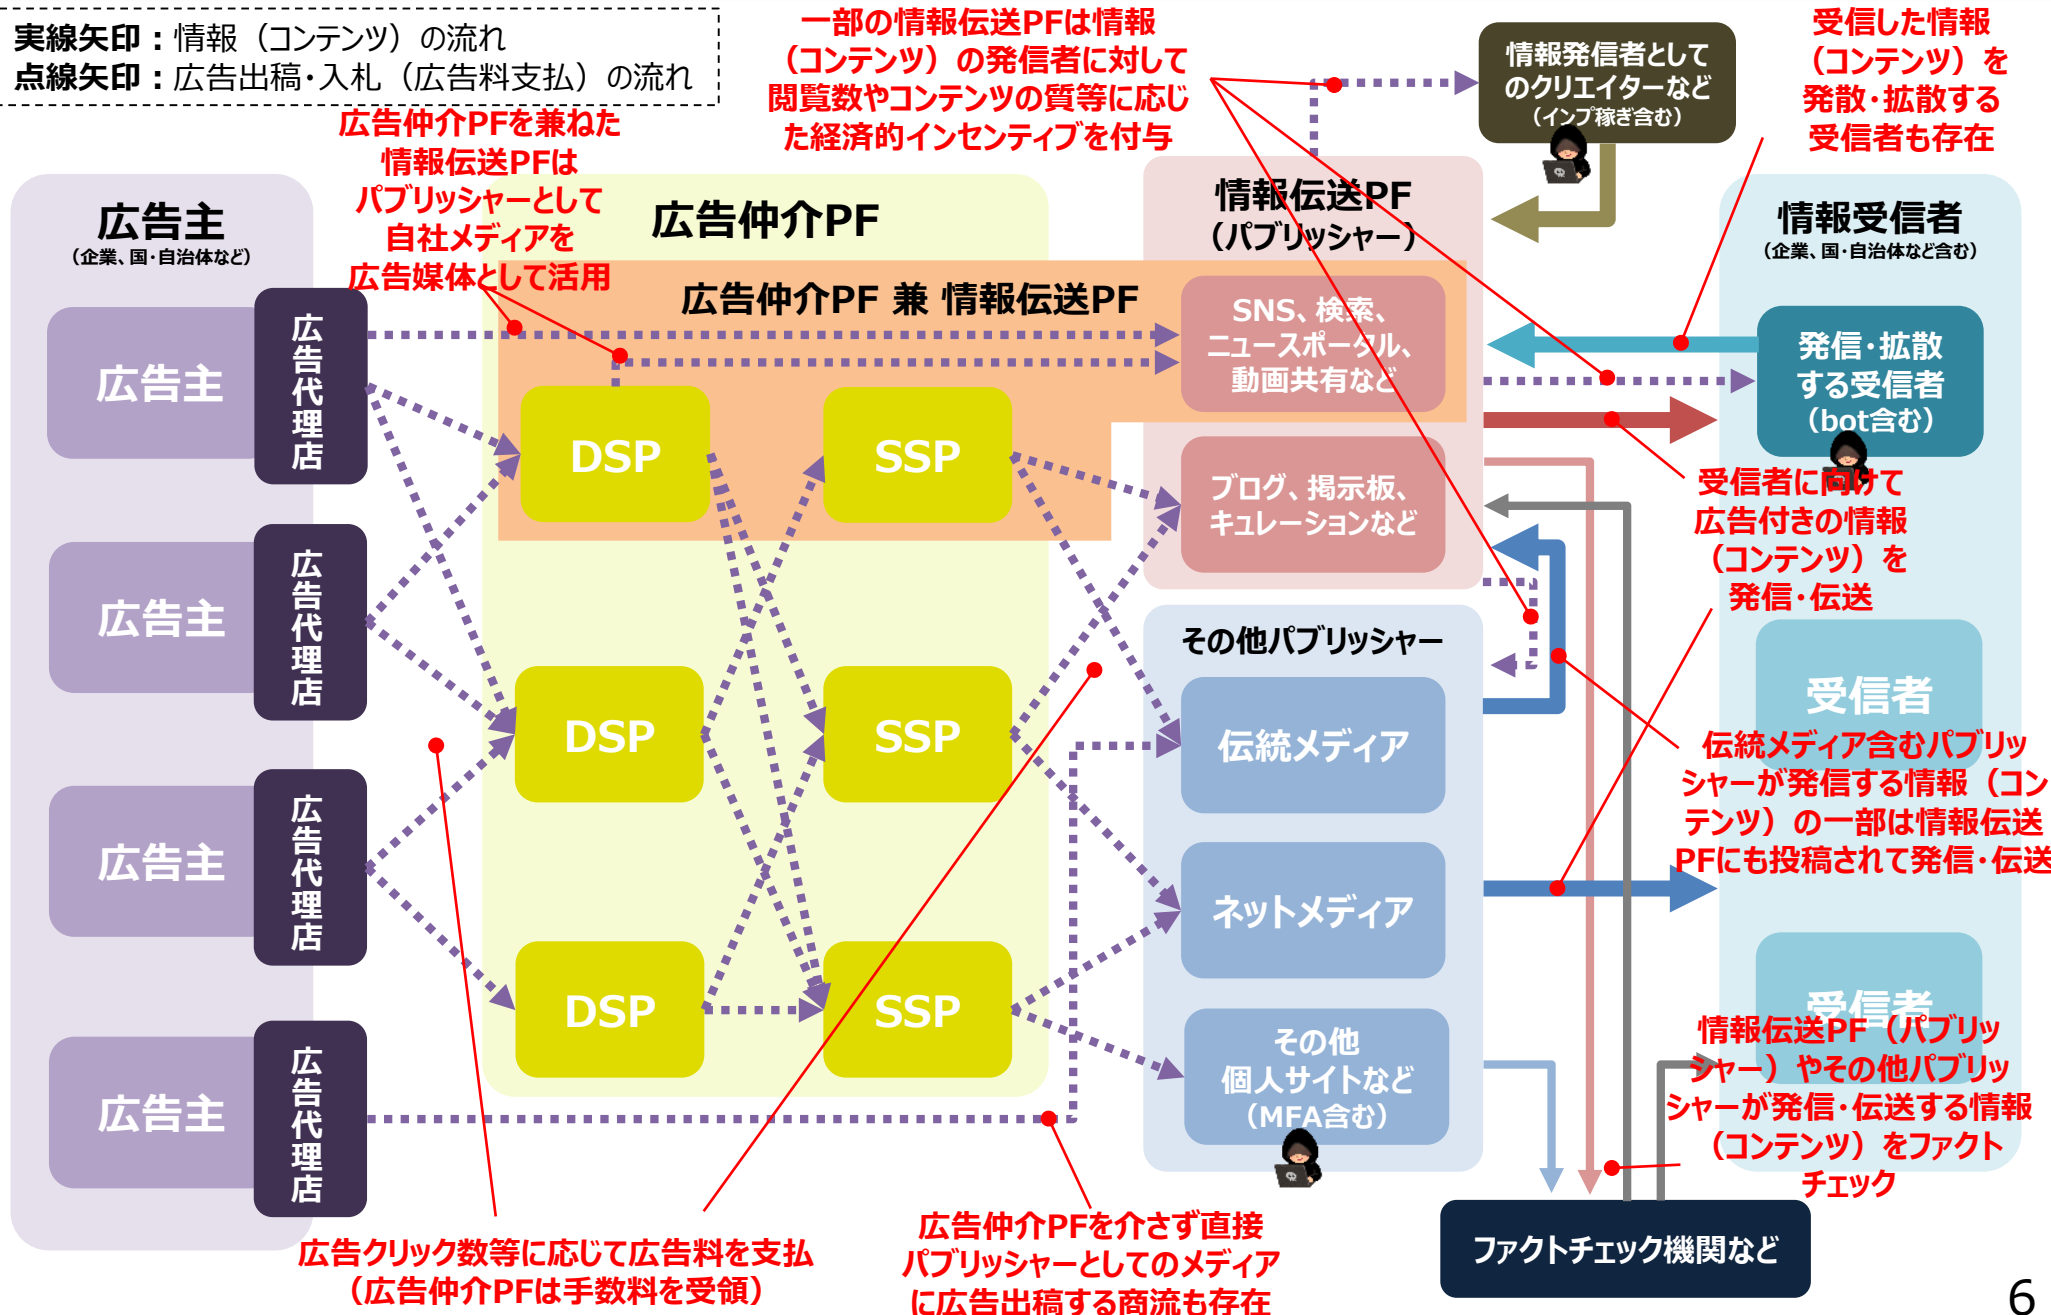 実線矢印：情報（コンテンツ）の流れ
点線矢印：広告出稿・入札（広告料支払）の流れ
一部の情報伝送PFは情報
（コンテンツ）の発信者に対して
閲覧数やコンテンツの質等に応じ
た経済的インセンティブを付与
情報発信者として
のクリエイターなど
（インプ稼ぎ含む）
受信した情報
（コンテンツ）を
発散・拡散する
受信者も存在
広告仲介PFを兼ねた
情報伝送PFは
パブリッシャーとして
自社メディアを
広告媒体として活用
広告主
（企業、国・自治体など）
広告仲介PF
情報伝送PF
（パブリッシャー）
情報受信者
（企業、国・自治体など含む）
広告仲介PF 兼 情報伝送PF
広告主
広告代理店
広告主
広告代理店
広告主
広告代理店
広告主
広告代理店
DSP
SSP
DSP
SSP
DSP
SSP
SNS、検索、
ニュースポータル、
動画共有など
ブログ、掲示板、
キュレーションなど
その他パブリッシャー
伝統メディア
ネットメディア
その他
個人サイトなど
（MFA含む）
発信・拡散
する受信者
（bot含む）
受信者に向けて
広告付きの情報
（コンテンツ）を
発信・伝送
受信者
伝統メディア含むパブリッ
シャーが発信する情報（コン
テンツ）の一部は情報伝送
PFにも投稿されて発信・伝送
受信者
情報伝送PF（パブリッ
シャー）やその他パブリッ
シャーが発信・伝送する情報
（コンテンツ）をファクト
チェック
ファクトチェック機関など
広告クリック数等に応じて広告料を支払
（広告仲介PFは手数料を受領）
広告仲介PFを介さず直接
パブリッシャーとしてのメディア
に広告出稿する商流も存在
6